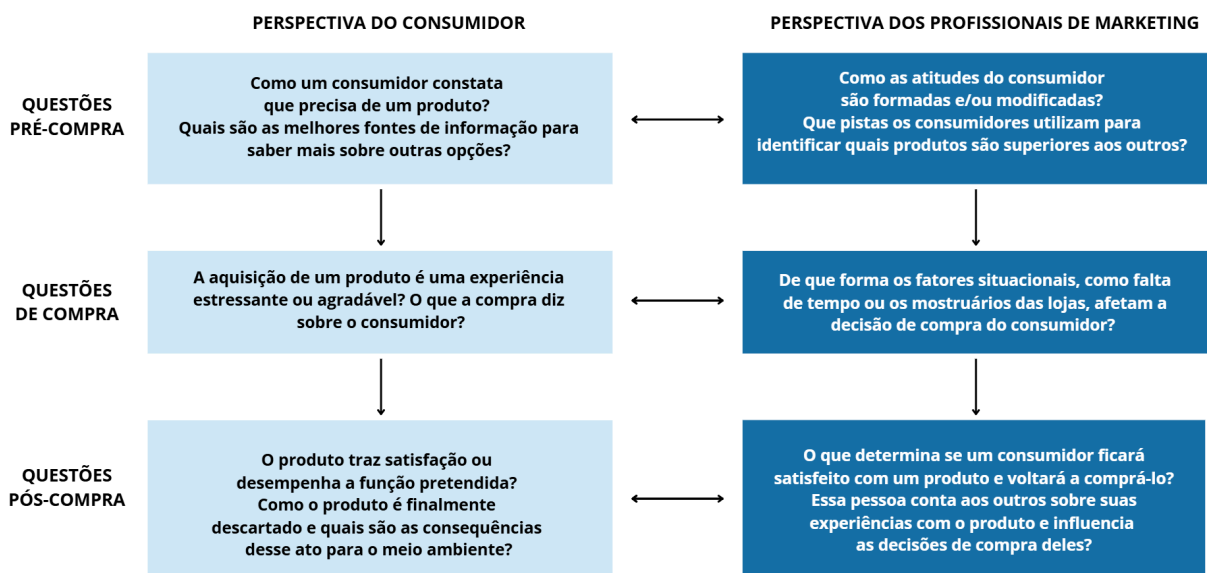 PERSPECTIVA DO CONSUMIDOR
PERSPECTIVA DOS PROFISSIONAIS DE MARKETING
QUESTÕES
PRÉ-COMPRA
Como um consumidor constata
que precisa de um produto?
Quais são as melhores fontes de informação para
saber mais sobre outras opções?
Como as atitudes do consumidor
são formadas e/ou modificadas?
Que pistas os consumidores utilizam para
identificar quais produtos são superiores aos outros?
QUESTÕES
DE COMPRA
A aquisição de um produto é uma experiência
estressante ou agradável? O que a compra diz
sobre o consumidor?
De que forma os fatores situacionais, como falta
de tempo ou os mostruários das lojas, afetam a
decisão de compra do consumidor?
QUESTÕES
PÓS-COMPRA
O produto traz satisfação ou
desempenha a função pretendida?
Como o produto é finalmente
descartado e quais são as consequências
desse ato para o meio ambiente?
O que determina se um consumidor ficará
satisfeito com um produto e voltará a comprá-lo?
Essa pessoa conta aos outros sobre suas
experiências com o produto e influencia
as decisões de compra deles?